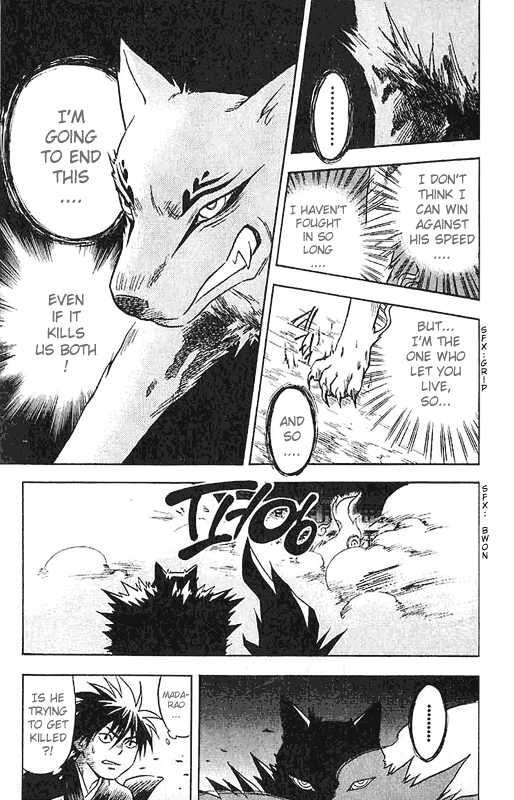 ........
I DON'T
THINK I
CAN WIN
AGAINST
HIS SPEED
....
I HAVEN'T
FOUGHT
IN SO
LONG
....
BUT...
I'M THE
ONE WHO
LET YOU
LIVE,
SO...
SFX: GRIP
AND
SO
....
I'M
GOING
TO END
THIS
....
EVEN
IF IT
KILLS
US BOTH
!
SFX: BWON
........
MADA-
RAO
...
IS HE
TRYING
TO GET
KILLED
?!